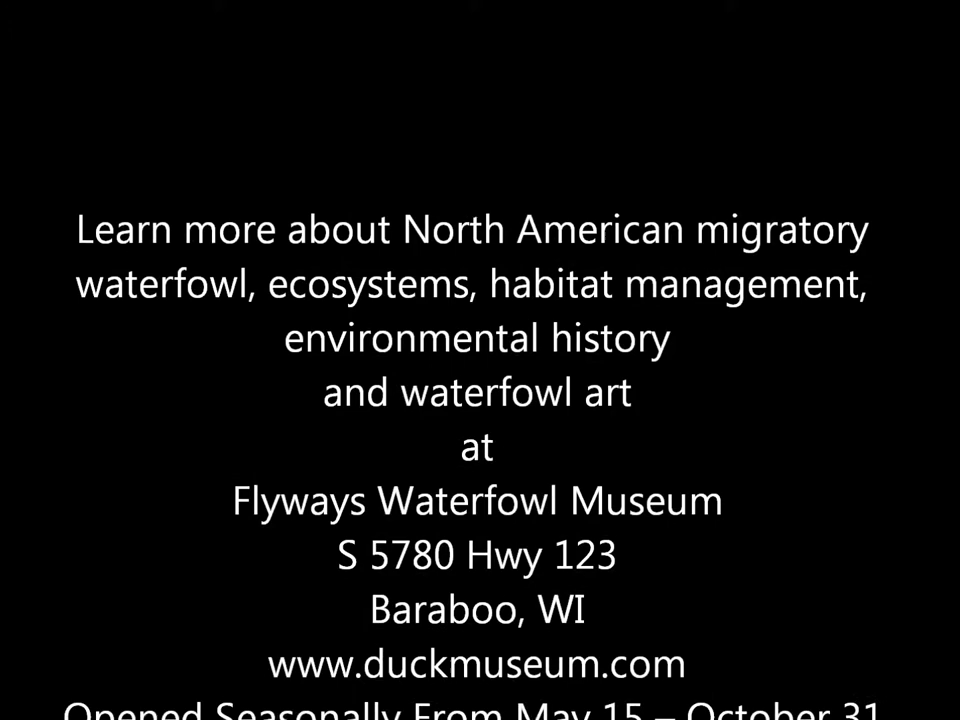 Learn more about North American migratory
waterfowl, ecosystems, habitat management,
environmental history
and waterfowl art
at
Flyways Waterfowl Museum
S 5780 Hwy 123
Baraboo, WI
www.duckmuseum.com
Opened Seasonally From May 15 – October 31